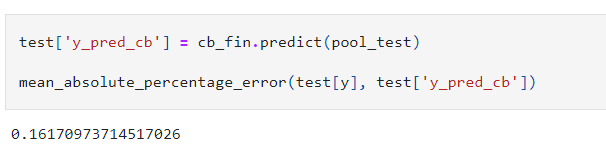 test['y_pred_cb'] = cb_fin.predict(pool_test)
mean_absolute_percentage_error(test[y], test['y_pred_cb'])
0.16170973714517026